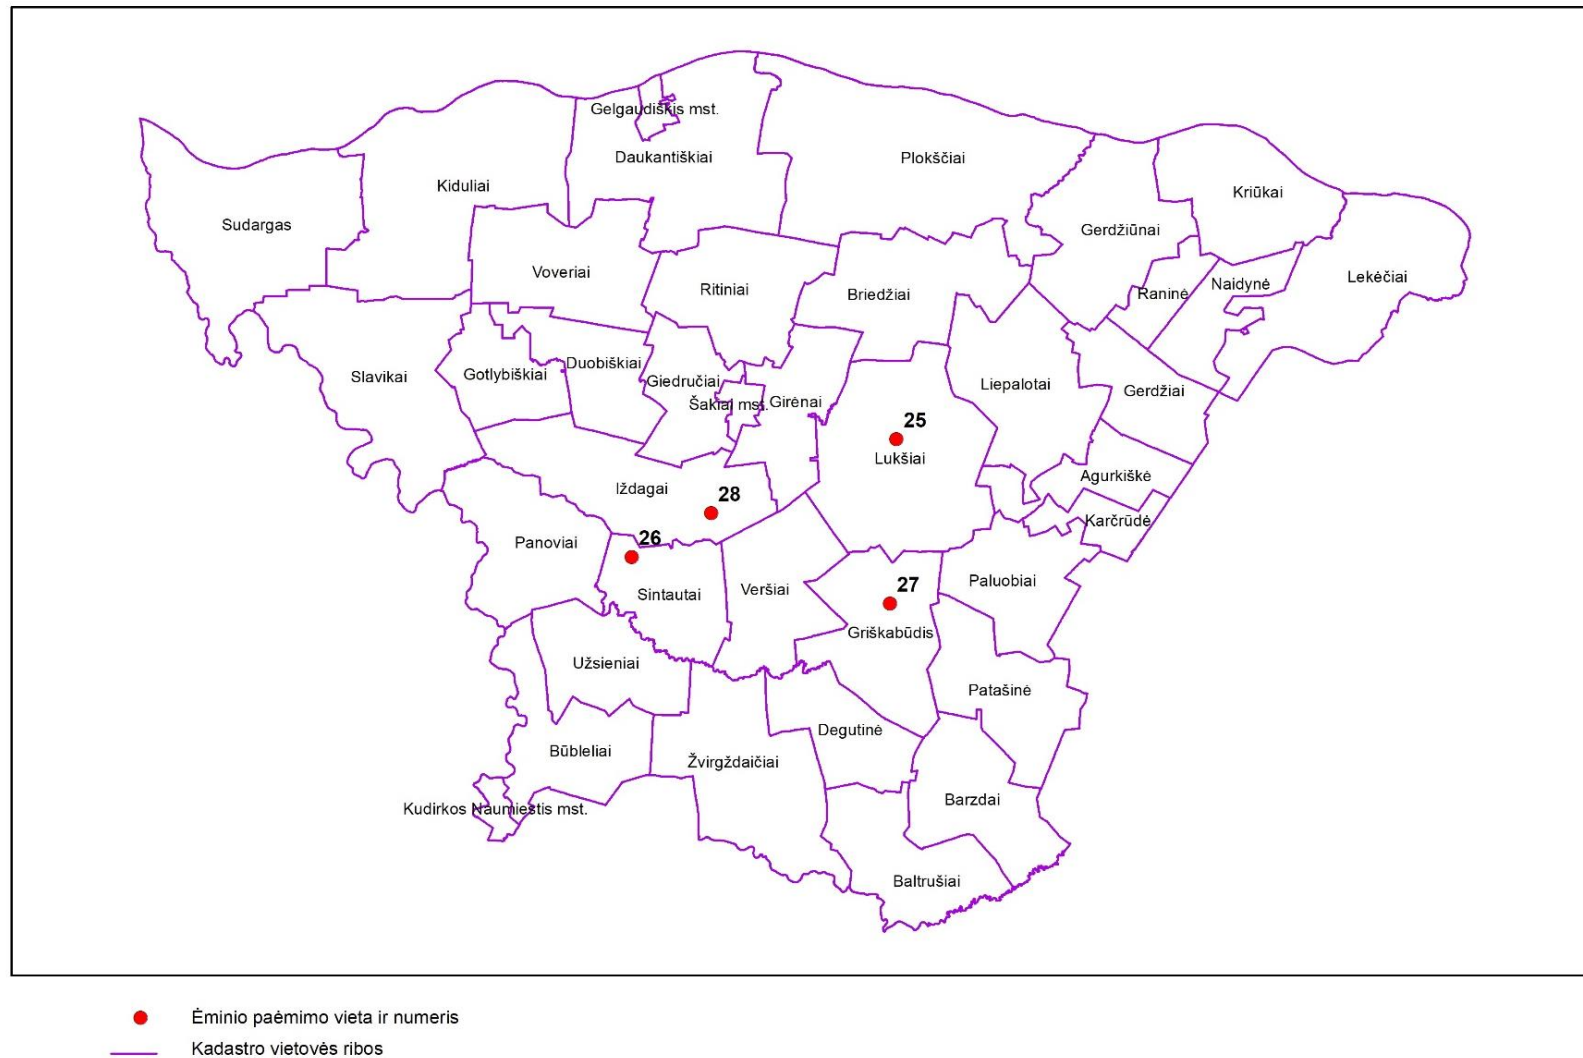 Gelgaudiškis mst.
Daukantiškiai
Plokščiai
Kiduliai
Kriūkai
Sudargas
Gerdžiūnai
Voveriai
Ritiniai
Briedžiai
Raninė
Naidynė
Lekėčiai
Slavikai
Gotlybiškiai
Duobiškiai
Giedručiai
Šakiai mst.
Girėnai
Liepalotai
Gerdžiai
25
Lukšiai
Agurkiškė
Iždagai
28
Karčrūdė
Panoviai
26
Sintautai
Veršiai
27
Griškabūdis
Paluobiai
Užsieniai
Patašinė
Būbleliai
Žvirgždaičiai
Degutinė
Kudirkos Naumiestis mst.
Barzdai
Baltrušiai
Ėminio paėmimo vieta ir numeris
Kadastro vietovės ribos